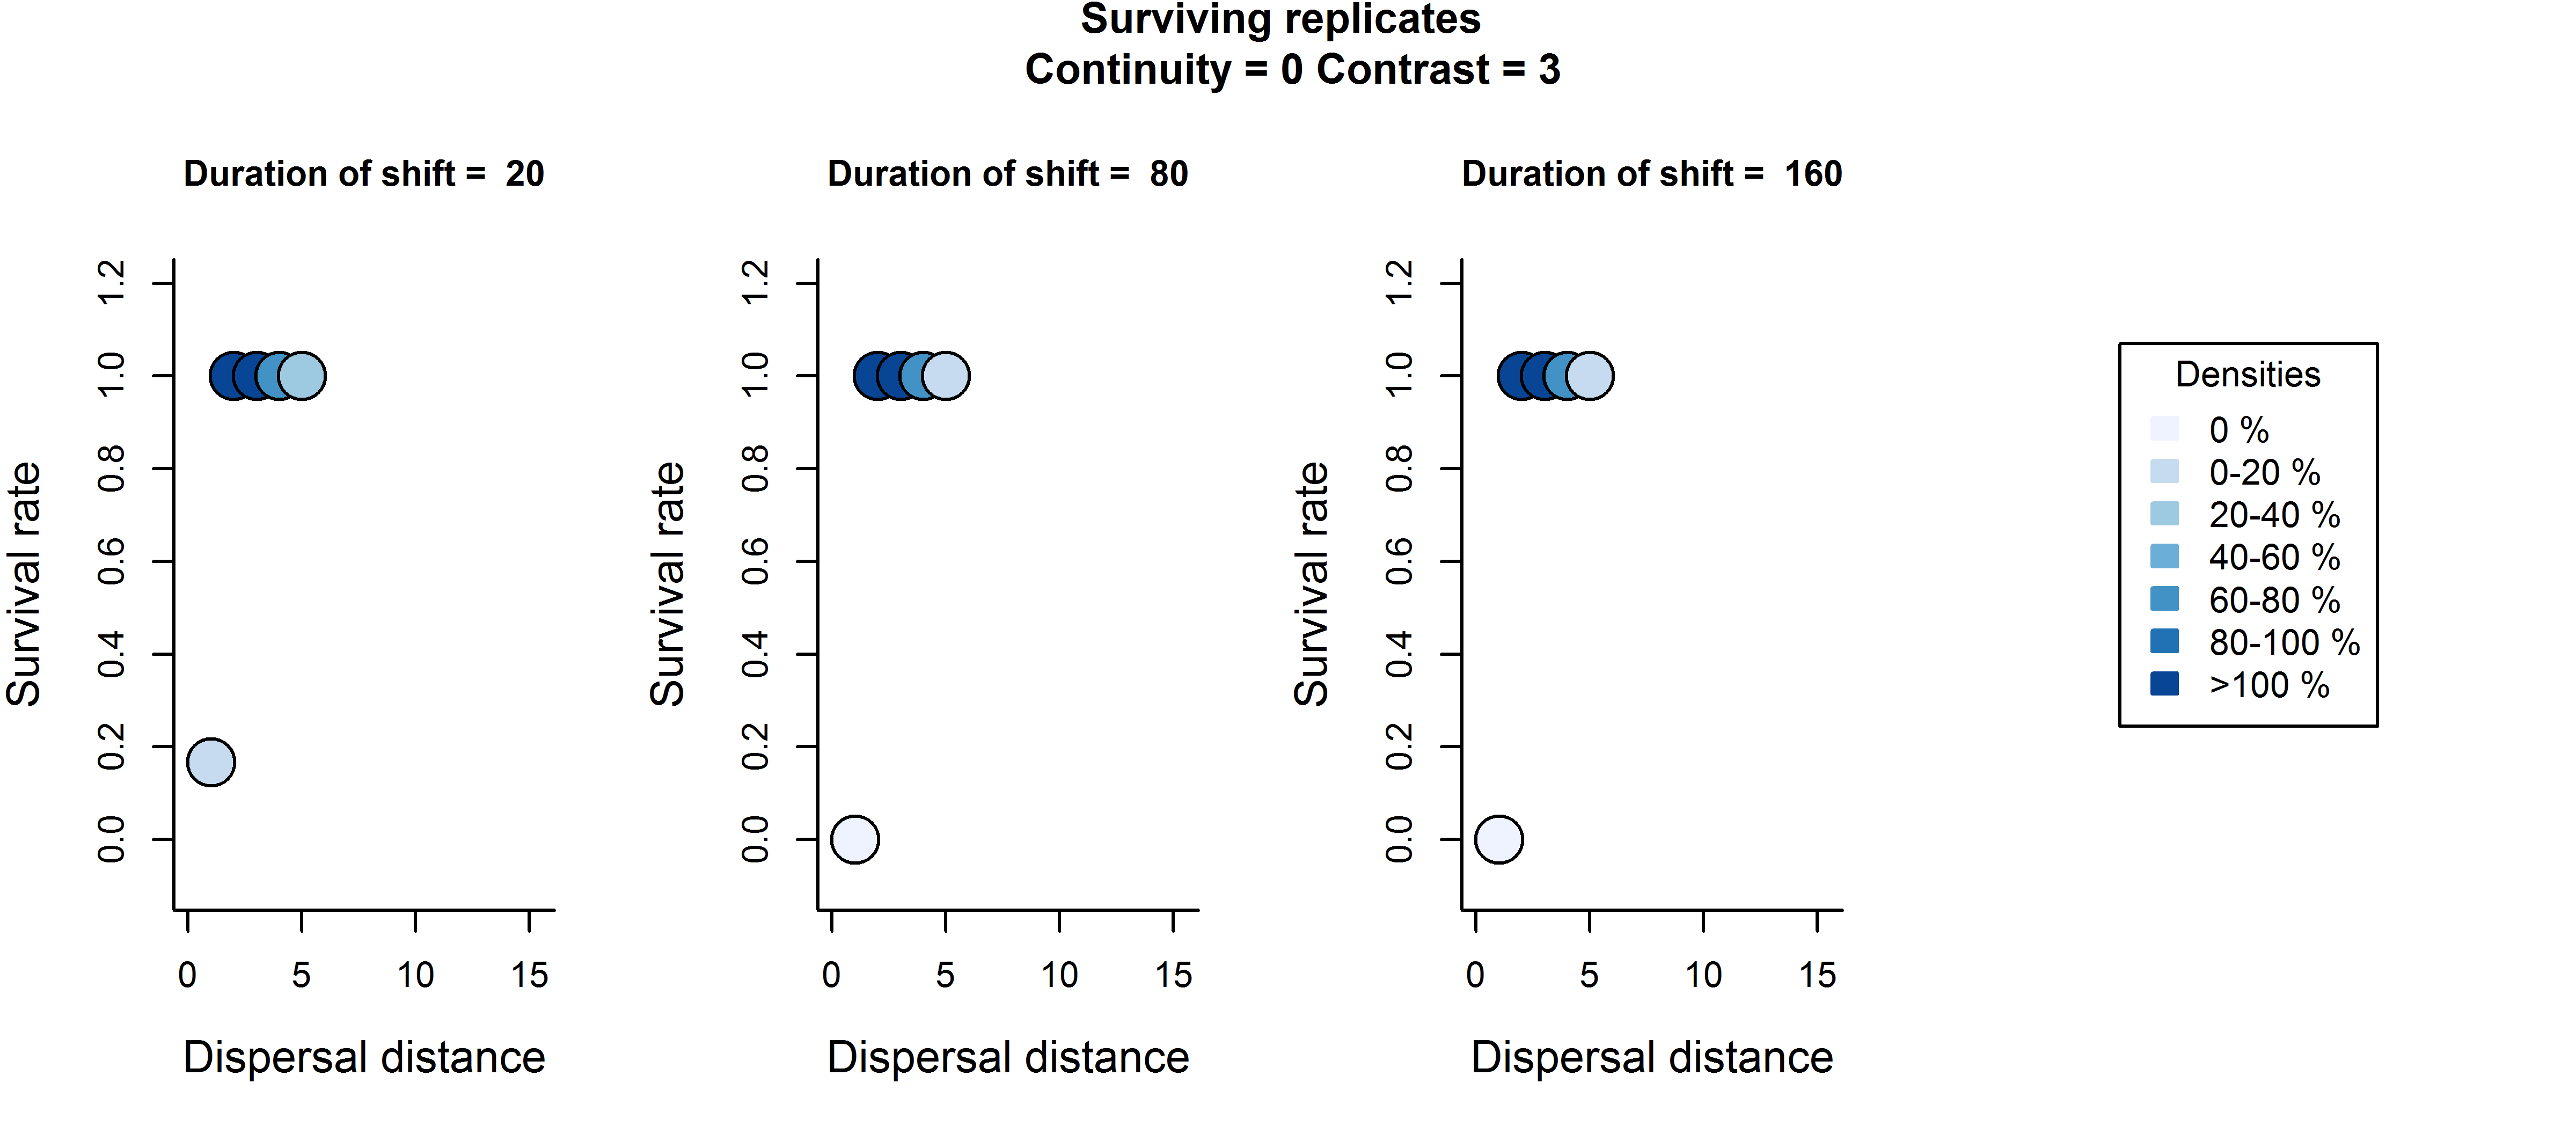 Surviving replicates
Continuity = 0 Contrast = 3
Duration of shift =  20
1.2
1.0
0.8
0.6
0.4
0.2
0.0
Survival rate
0 5 10 15
Dispersal distance
Duration of shift =  80
1.2
1.0
0.8
0.6
0.4
0.2
0.0
Survival rate
0 5 10 15
Dispersal distance
Duration of shift =  160
1.2
1.0
0.8
0.6
0.4
0.2
0.0
Survival rate
0 5 10 15
Dispersal distance
Densities
0 %
0-20 %
20-40 %
40-60 %
60-80 %
80-100 %
>100 %